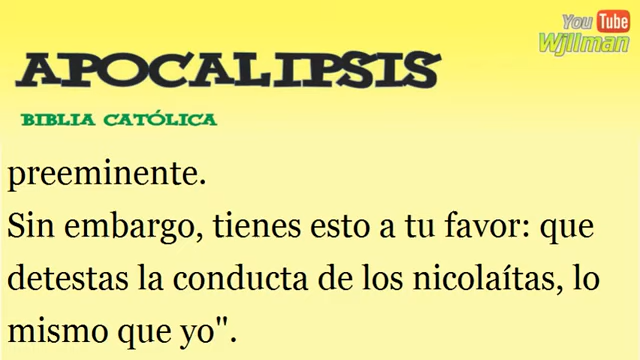 You Tube
Wjillman
APOCALIPSIS
BIBLIA CATÓLICA
preeminente.
Sin embargo, tienes esto a tu favor: que
detestas la conducta de los nicolaítas, lo
mismo que yo".